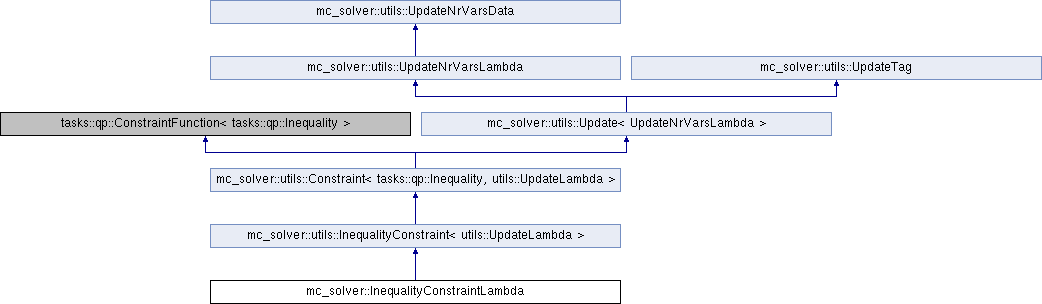 mc_solver::utils::UpdateNrVarsData
mc_solver::utils::UpdateNrVarsLambda
mc_solver::utils::UpdateTag
tasks::qp::ConstraintFunction< tasks::qp::Inequality >
mc_solver::utils::Update< UpdateNrVarsLambda >
mc_solver::utils::Constraint< tasks::qp::Inequality, utils::UpdateLambda >
mc_solver::utils::InequalityConstraint< utils::UpdateLambda >
mc_solver::InequalityConstraintLambda